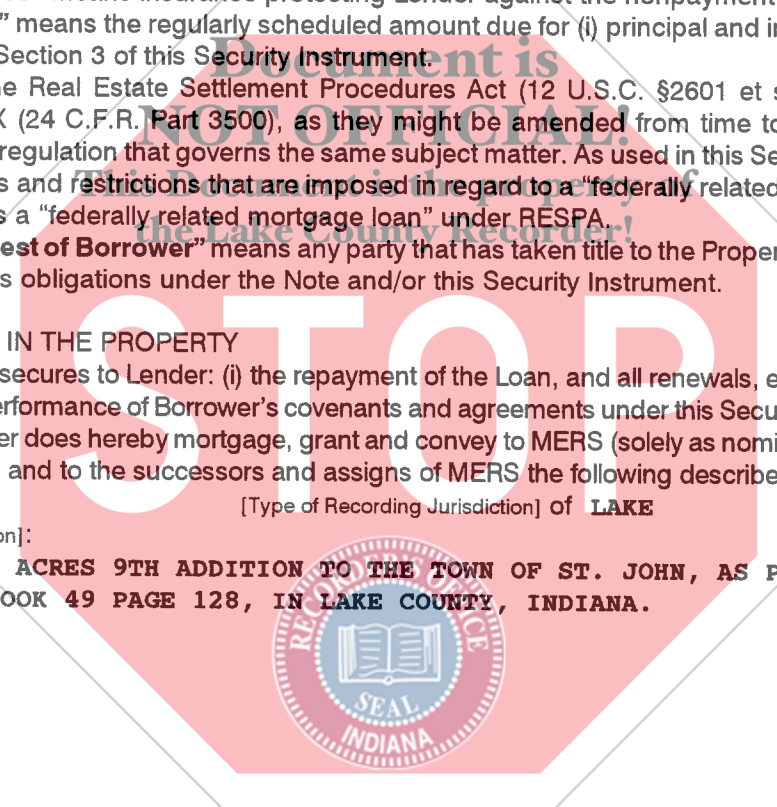 means insurance protecting Lender against the nonpayment
” means the regularly scheduled amount due for (i) principal and in
Section 3 of this Security Instrument.
Document is
e Real Estate Settlement Procedures Act (12 U.S.C. §2601 et s
X (24 C.F.R. Part 3500), as they might be amended from time to
NOT OFFICIAL!
regulation that governs the same subject matter. As used in this Se
s and restrictions that are imposed in regard to a “federally related
This Document is the property of
s a “federally related mortgage loan” under RESPA.
the Lake County Recorder!
est of Borrower” means any party that has taken title to the Proper
s obligations under the Note and/or this Security Instrument.
STOP
IN THE PROPERTY
secures to Lender: (i) the repayment of the Loan, and all renewals, e
erformance of Borrower’s covenants and agreements under this Secu
er does hereby mortgage, grant and convey to MERS (solely as nomi
and to the successors and assigns of MERS the following describe
[Type of Recording Jurisdiction] of LAKE
on]:
ACRES 9TH ADDITION TO THE TOWN OF ST. JOHN, AS P
OOK 49 PAGE 128, IN LAKE COUNTY, INDIANA.
RECORDER'S OFFICE
SEAL
INDIANA